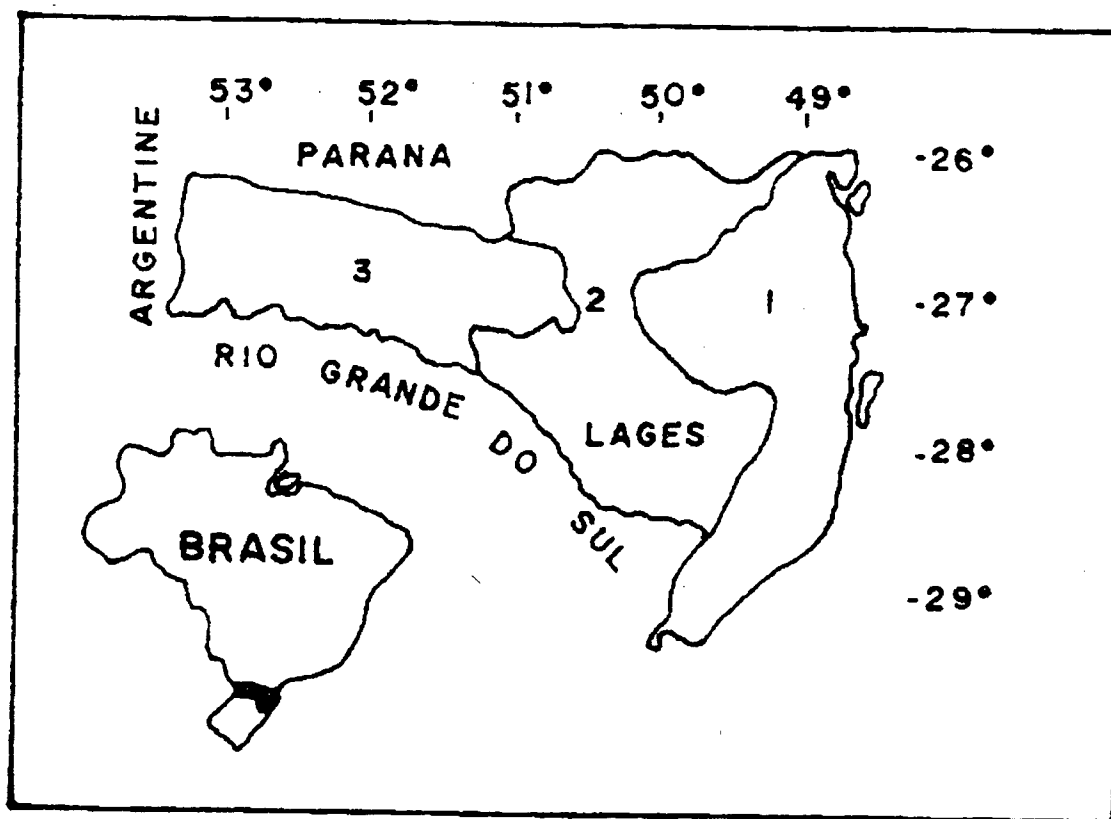 53° 52° 51° 50° 49°
ARGENTINE
PARANA
-26°
3
2
1
-27°
RIO GRANDE DO SUL
LAGES
-28°
BRASIL
-29°